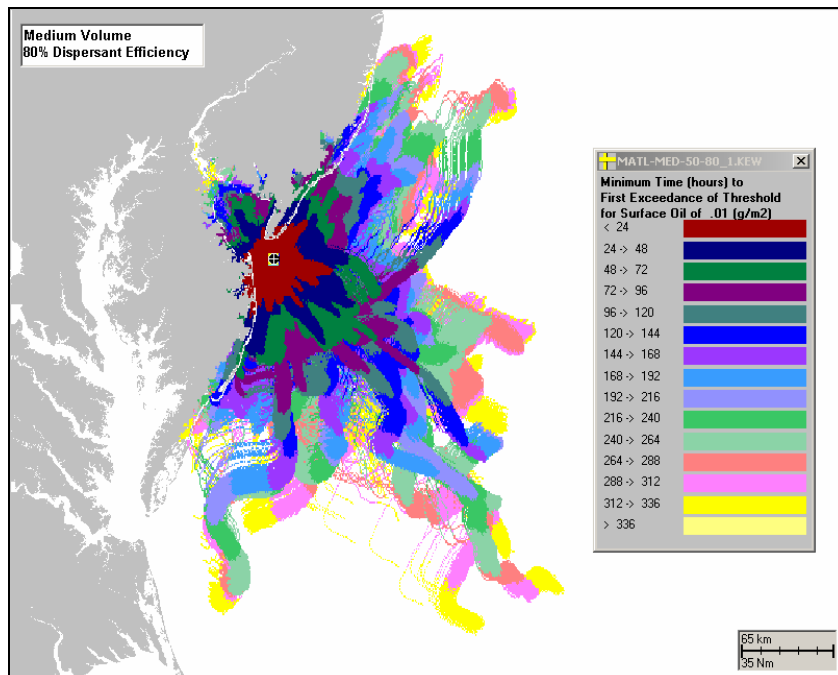 Medium Volume
80% Dispersant Efficiency
MATL-MED-50-80_1.KEW
Minimum Time (hours) to
First Exceedance of Threshold
for Surface Oil of .01 (g/m2)
< 24
24 -> 48
48 -> 72
72 -> 96
96 -> 120
120 -> 144
144 -> 168
168 -> 192
192 -> 216
216 -> 240
240 -> 264
264 -> 288
288 -> 312
312 -> 336
> 336
65 km
35 Nm